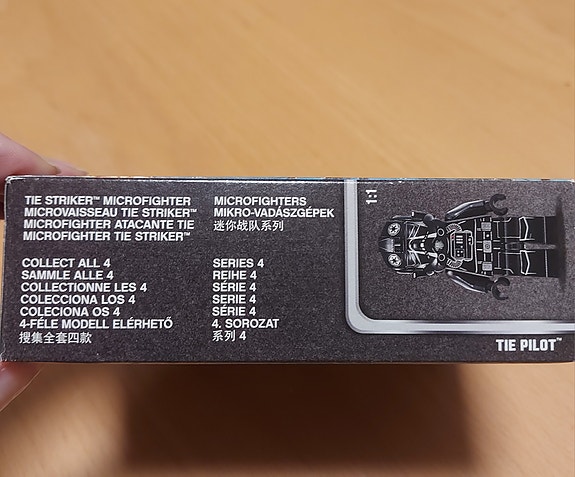 TIE STRIKER™ MICROFIGHTER
MICROVAISSEAU TIE STRIKER™
MICROFIGHTER ATACANTE TIE
MICROFIGHTER TIE STRIKER™
COLLECT ALL 4
SAMMLE ALLE 4
COLLECTIONNE LES 4
COLECCIONA LOS 4
COLECIONA OS 4
4-FÉLE MODELL ELÉRHETŐ
搜集全套四款
MICROFIGHTERS
MIKRO-VADÁSZGÉPEK
迷你战队系列
SERIES 4
REIHE 4
SÉRIE 4
SERIE 4
SÉRIE 4
4. SOROZAT
系列 4
1:1
TIE PILOT™